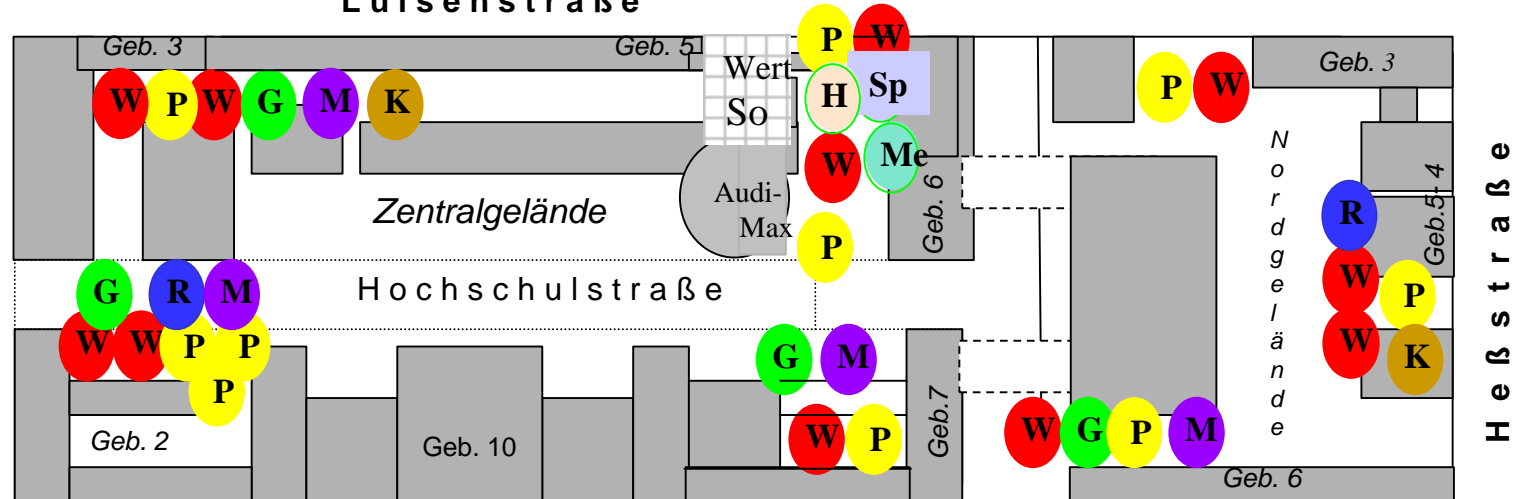 Luisenstraße
Geb. 3
Geb. 5
P W
Geb. 3
Wert
H Sp
P W
W P W G M K
So
W Me
Nordgelände
Geb. 5- 4
Heßstraße
Zentralgelände
Audi-
Max
Geb. 6
R
P
G R M
Hochschulstraße
W P
W W P P
G M
W K
P
Geb. 2
Geb. 10
W P
Geb.7
W G P M
Geb. 6